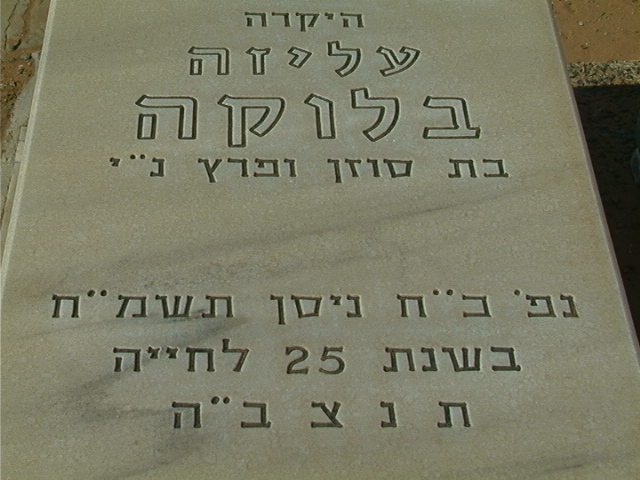 היקרה
עליזה
בלוקה
בת סוזן ופרץ נ״י
נפ׳ כ״ח ניסן תשמ״ח
בשנת 25 לחייה
ת נ צ ב״ה